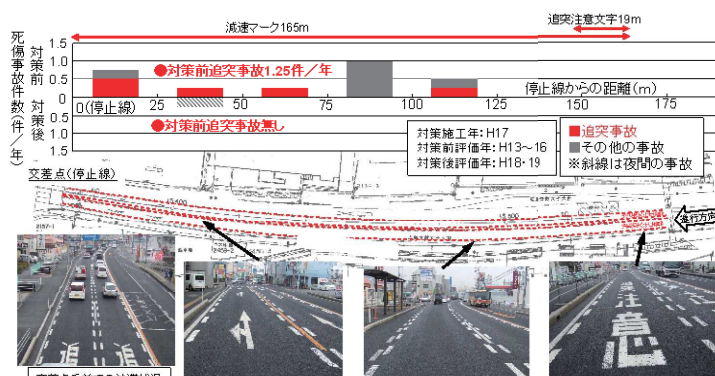 減速マーク165m
追突注意文字19m
死傷事故件数(件/年)
対策前
対策後
1.5
1.0
0.5
0.5
1.0
1.5
●対策前追突事故1.25件/年
停止線からの距離(m)
0(停止線)
25
50
75
100
125
150
175
●対策前追突事故無し
対策施工年:H17
対策前評価年:H13~16
対策後評価年:H18・19
■追突事故
■その他の事故
※斜線は夜間の事故
交差点(停止線)
進行方向
追 追
注意